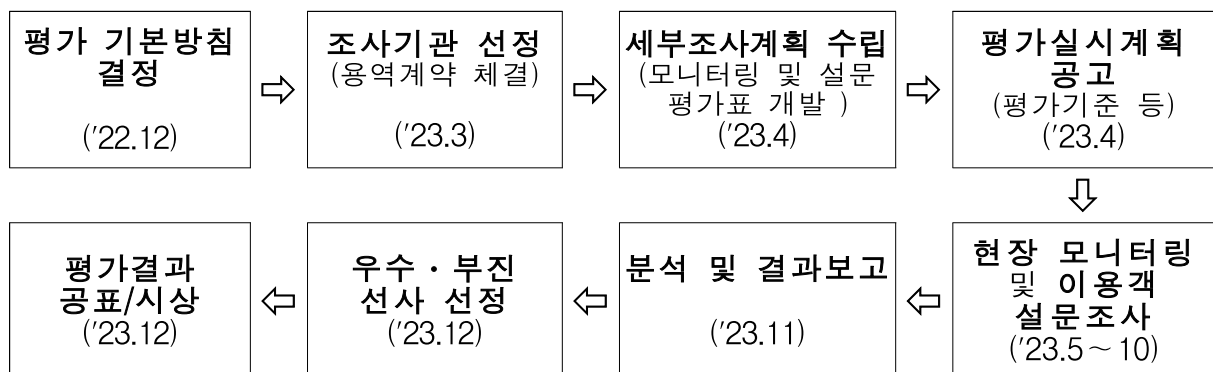 평가 기본방침
결정
('22.12)
조사기관 선정
(용역계약 체결)
('23.3)
세부조사계획 수립
(모니터링 및 설문
평가표 개발 )
('23.4)
평가실시계획
공고
(평가기준 등)
('23.4)
현장 모니터링
및 이용객
설문조사
('23.5~10)
분석 및 결과보고
('23.11)
우수·부진
선사 선정
('23.12)
평가결과
공표/시상
('23.12)